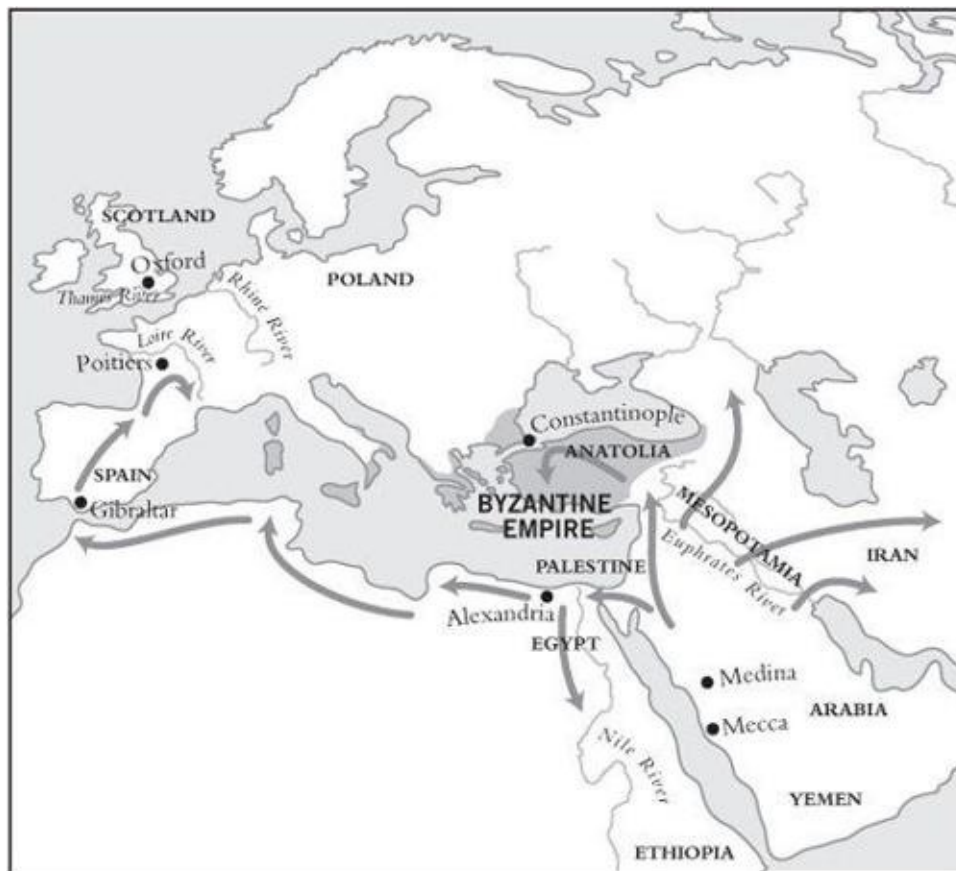 SCOTLAND
Oxford
Thames River
Rhine River
POLAND
Loire River
Poitiers
Constantinople
ANATOLIA
SPAIN
Gibraltar
BYZANTINE
EMPIRE
MESOPOTAMIA
IRAN
PALESTINE
Euphrates River
Alexandria
EGYPT
Medina
ARABIA
Mecca
Nile River
YEMEN
ETHIOPIA